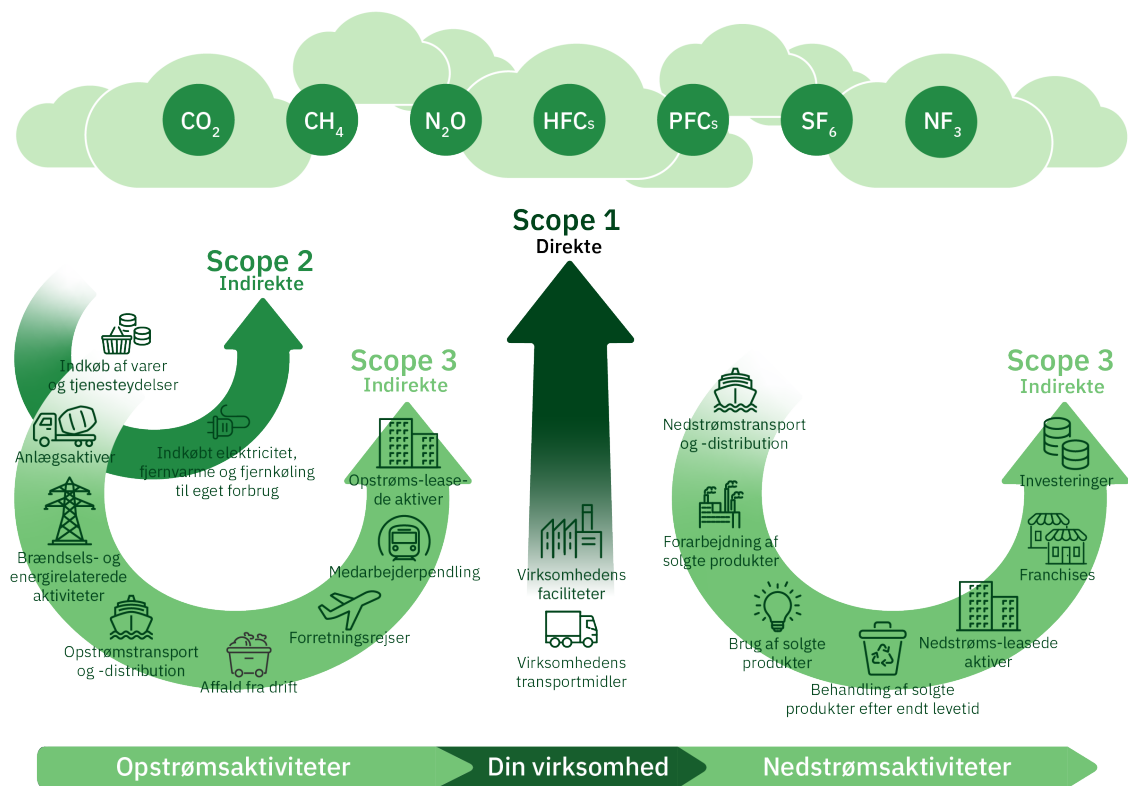 CO2
CH4
N2O
HFCs
PFCs
SF6
NF3
Scope 1
Direkte
Scope 2
Indirekte
Indkøb af varer
og tjenesteydelser
Anlægsaktiver
Indkøbt elektricitet,
fjernvarme og fjernkøling
til eget forbrug
Brændsels- og
energirelaterede
aktiviteter
Opstrømstransport
og -distribution
Affald fra drift
Forretningsrejser
Medarbejderpendling
Opstrøms-lease-
de aktiver
Scope 3
Indirekte
Virksomhedens
faciliteter
Virksomhedens
transportmidler
Nedstrømstransport
og -distribution
Forarbejdning af
solgte produkter
Brug af solgte
produkter
Behandling af solgte
produkter efter endt levetid
Nedstrøms-leasede
aktiver
Franchises
Investeringer
Scope 3
Indirekte
Opstrømsaktiviteter
Din virksomhed
Nedstrømsaktiviteter